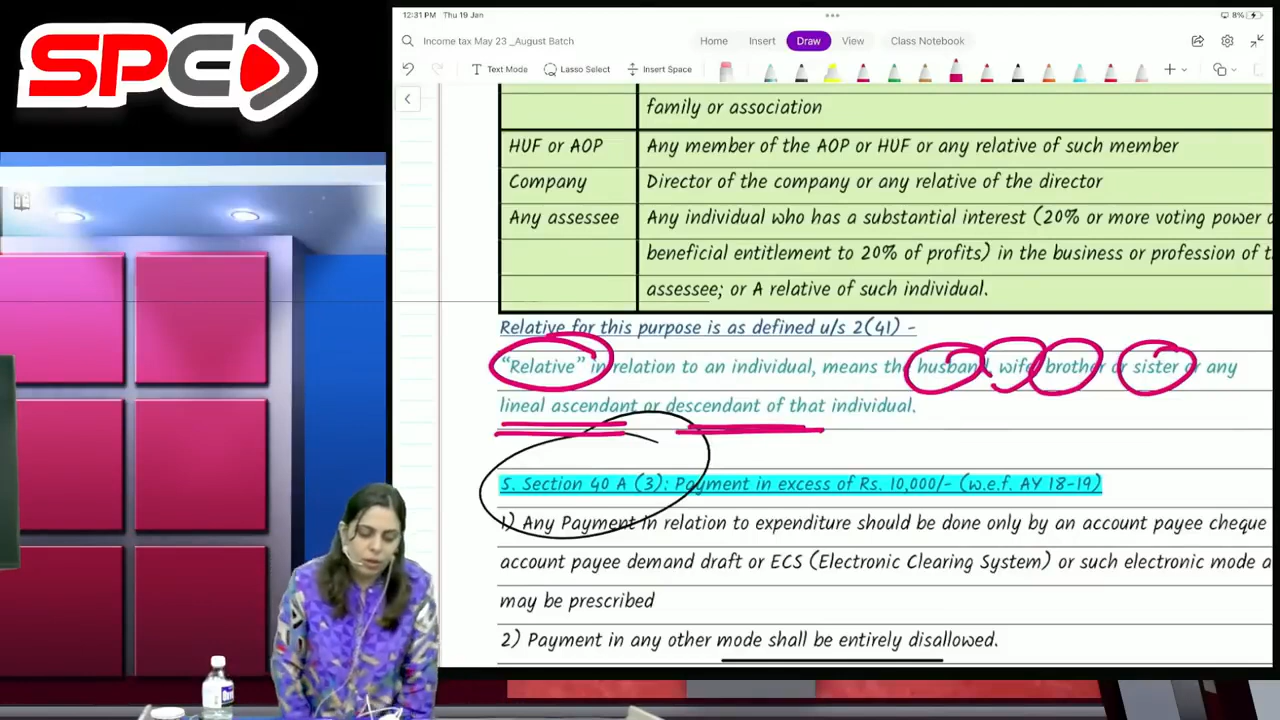 SPC
12:31 PM Thu 19 Jan
8%
Income tax May 23 _August Batch
Home Insert Draw View Class Notebook
Text Mode Lasso Select Insert Space
family or association
HUF or AOP Any member of the AOP or HUF or any relative of such member
Company Director of the company or any relative of the director
Any assessee Any individual who has a substantial interest (20% or more voting power
beneficial entitlement to 20% of profits) in the business or profession of
assessee; or A relative of such individual.
Relative for this purpose is as defined u/s 2(41) -
“Relative” in relation to an individual, means the husband, wife, brother or sister or any
lineal ascendant or descendant of that individual.
5. Section 40 A (3): Payment in excess of Rs. 10,000/- (w.e.f. AY 18-19)
1) Any Payment in relation to expenditure should be done only by an account payee cheque
account payee demand draft or ECS (Electronic Clearing System) or such electronic mode a
may be prescribed
2) Payment in any other mode shall be entirely disallowed.